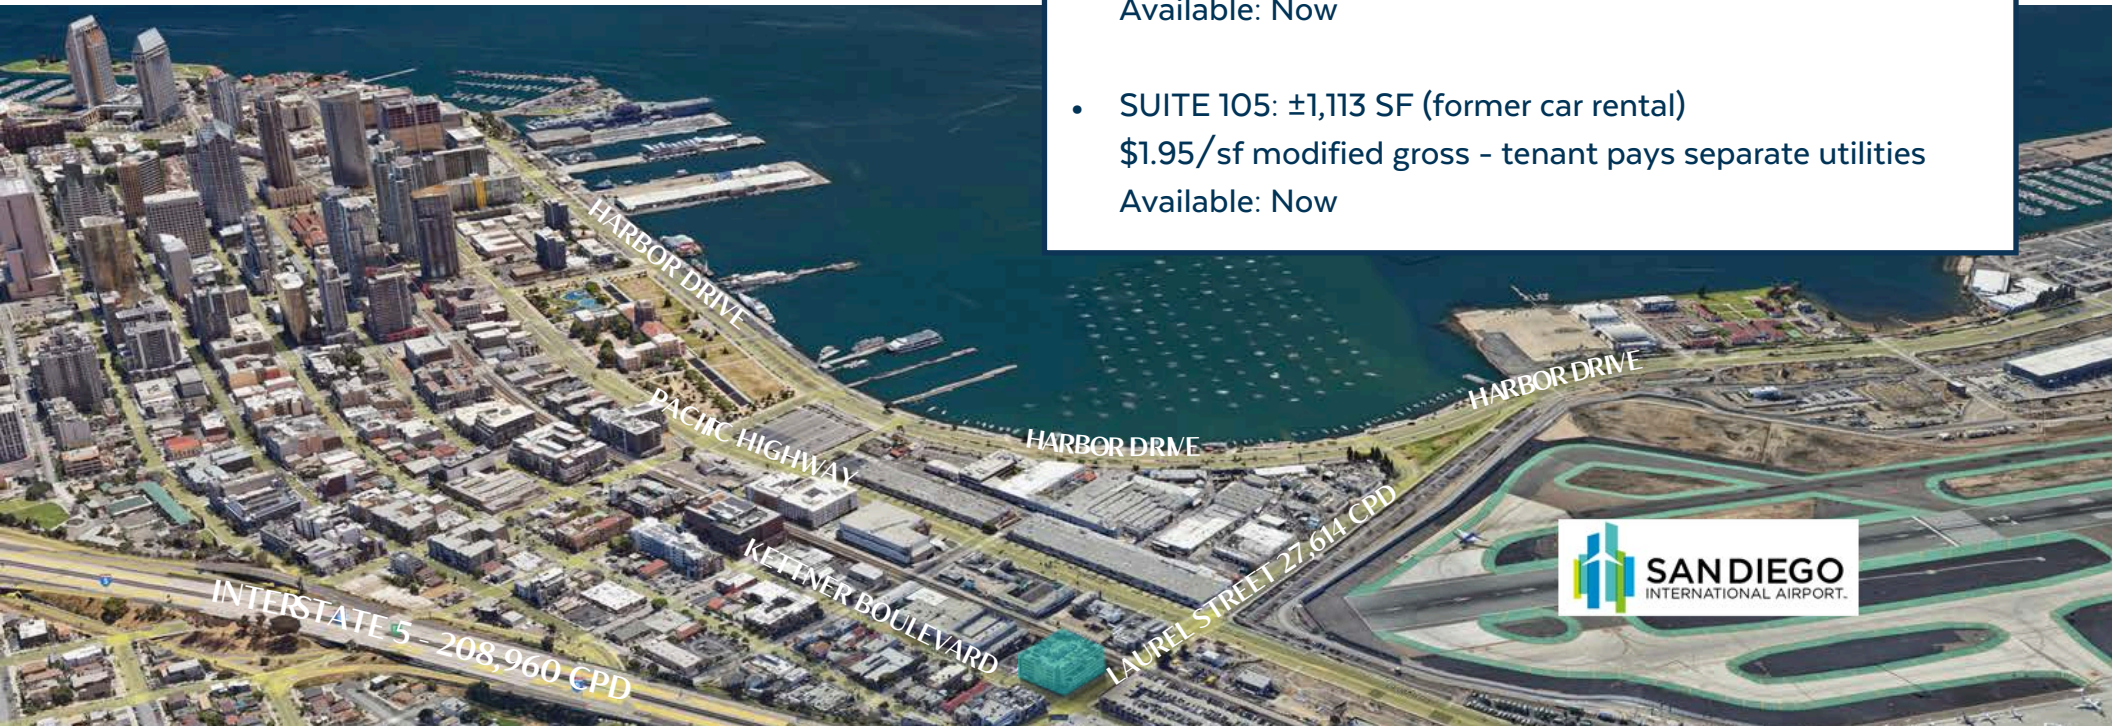 Available: Now
• SUITE 105: ±1,113 SF (former car rental)
$1.95/sf modified gross - tenant pays separate utilities
Available: Now
HARBOR DRIVE
HARBOR DRIVE
PACIFIC HIGHWAY
HARBOR DRIVE
LAUREL STREET 27,614 CPD
KETTNER BOULEVARD
INTERSTATE 5 - 208,960 CPD
5
SAN DIEGO
INTERNATIONAL AIRPORT.